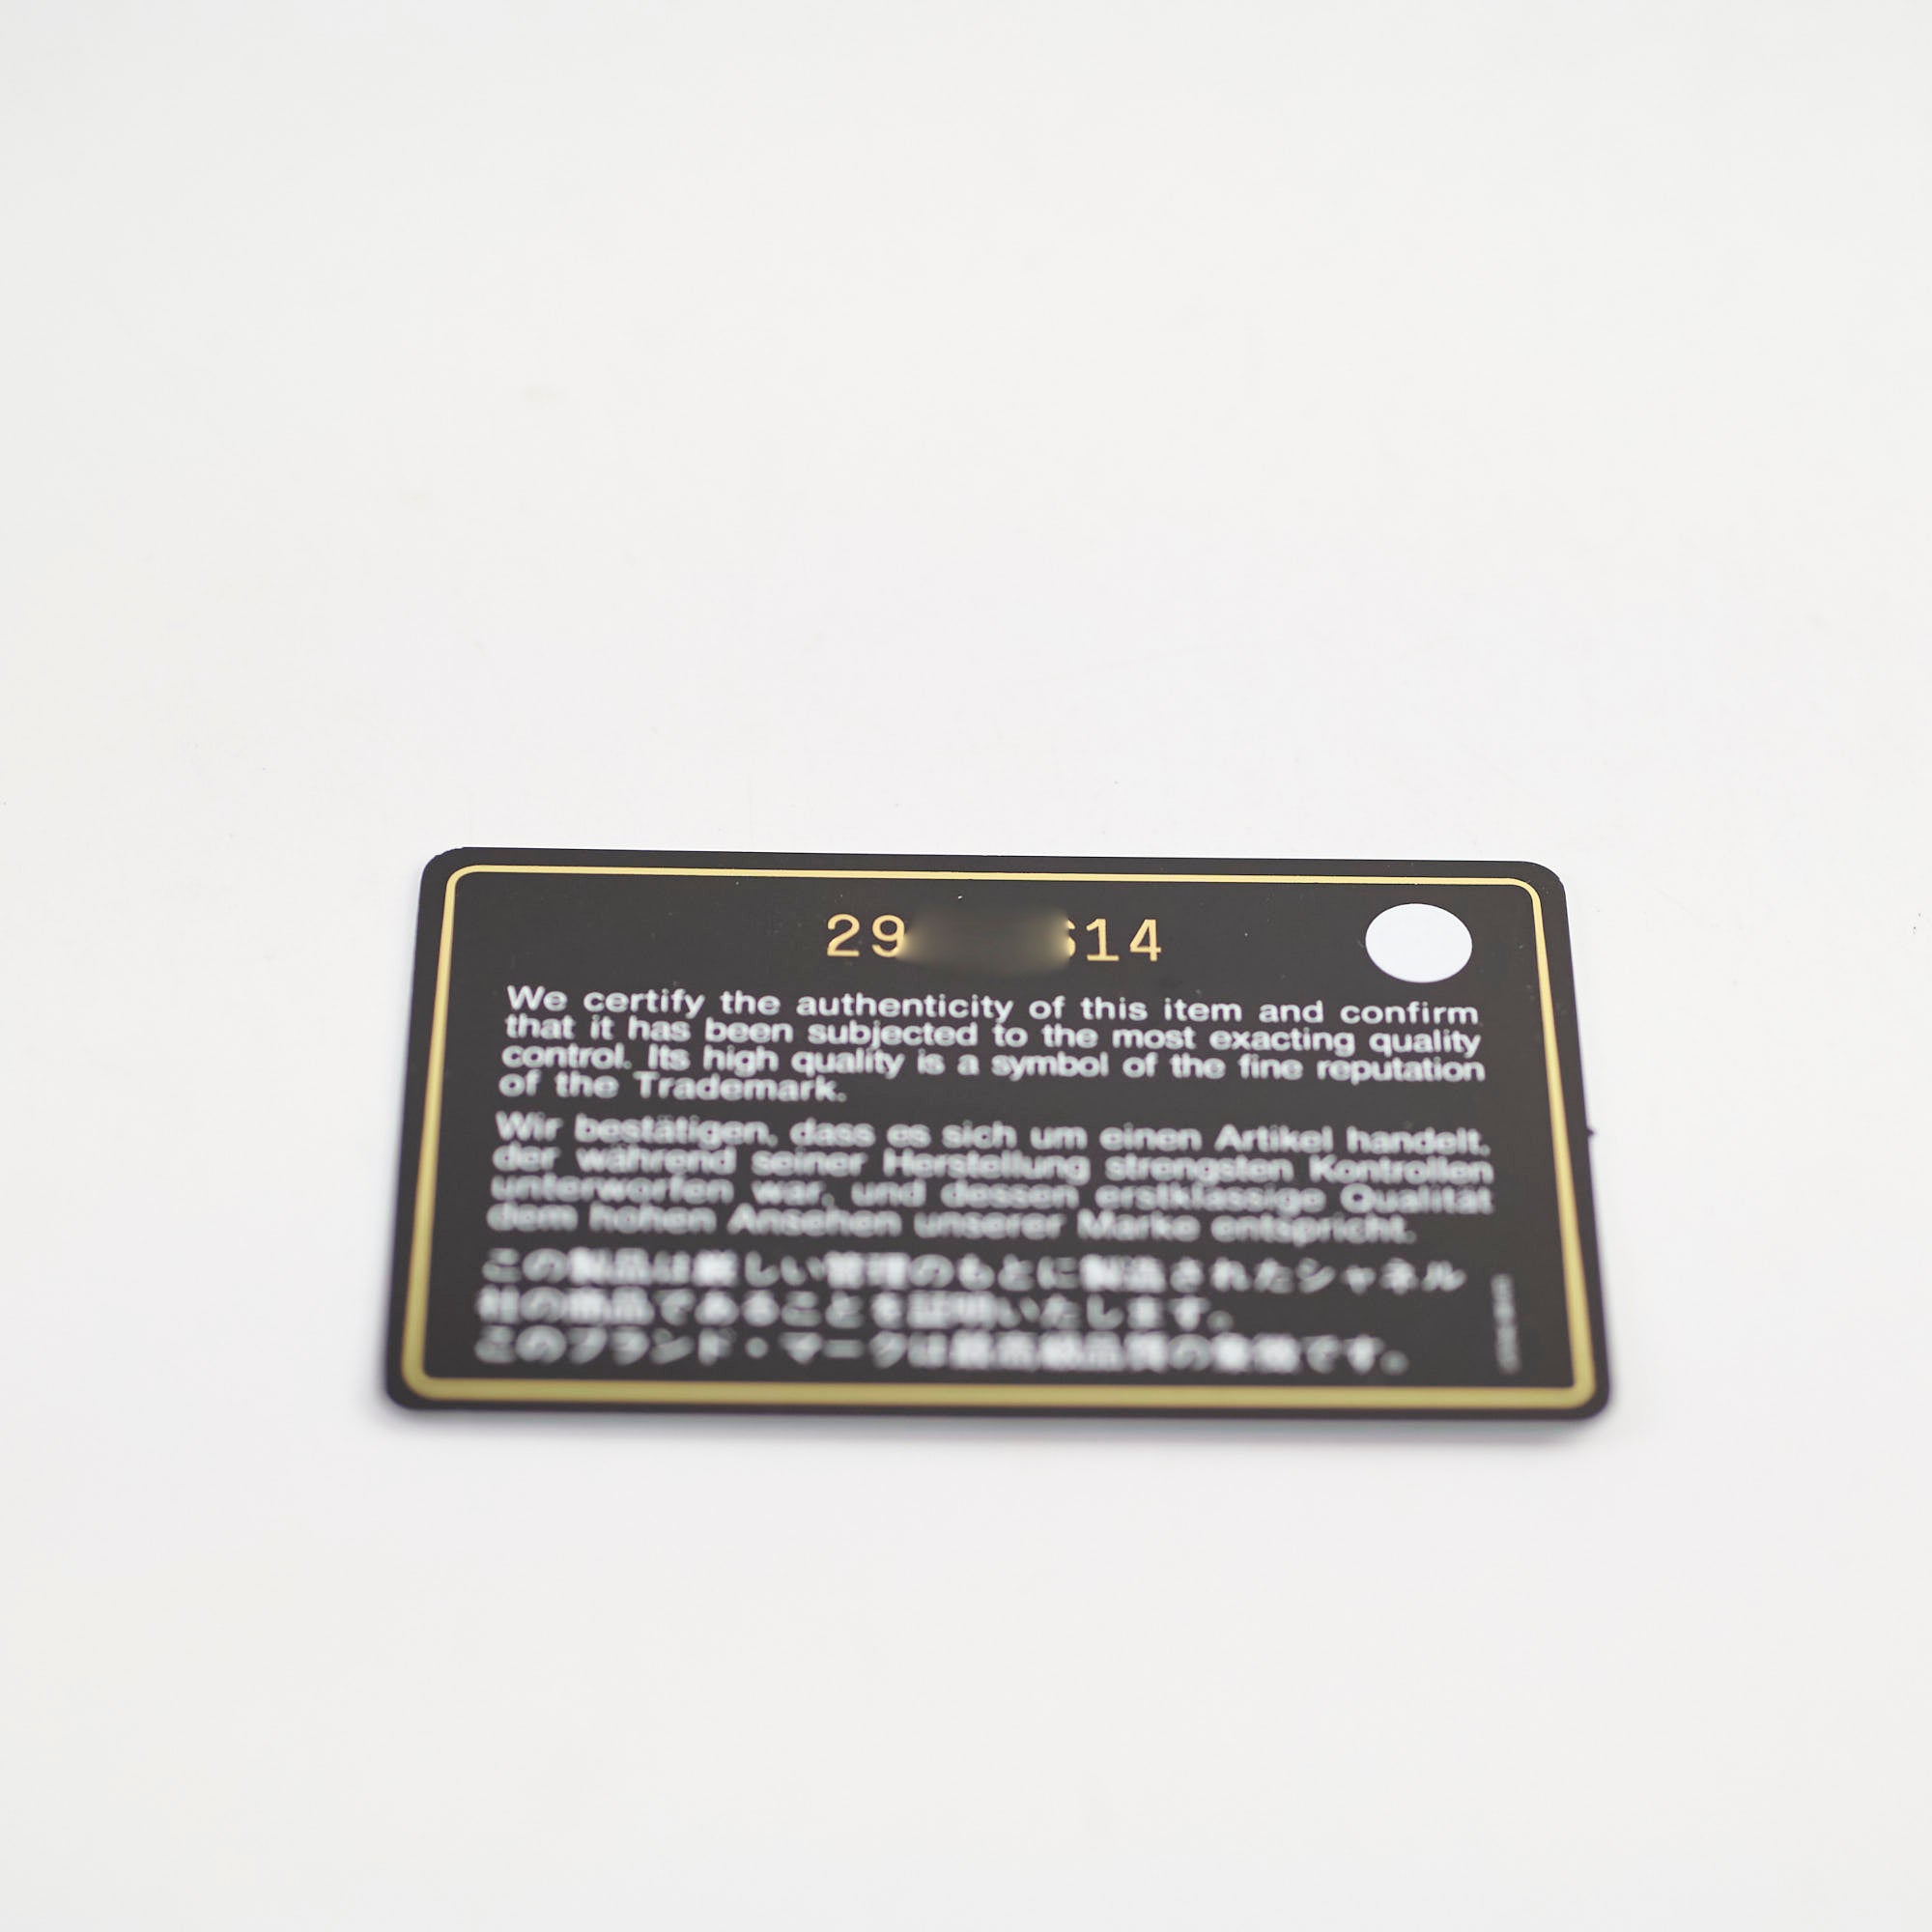 29 614
We certify the authenticity of this item and confirm
that it has been subjected to the most exacting quality
control. Its high quality is a symbol of the fine reputation
of the Trademark.
Wir bestätigen, dass es sich um einen Artikel handelt,
der während seiner Herstellung strengsten Kontrollen
unterworfen war, und dessen erstklassige Qualität
dem hohen Ansehen unserer Marke entspricht.
この製品は厳しい管理のもとに製造されたシャネル
社の商品であることを証明いたします。
このブランド・マークは最高級品質の象徴です。